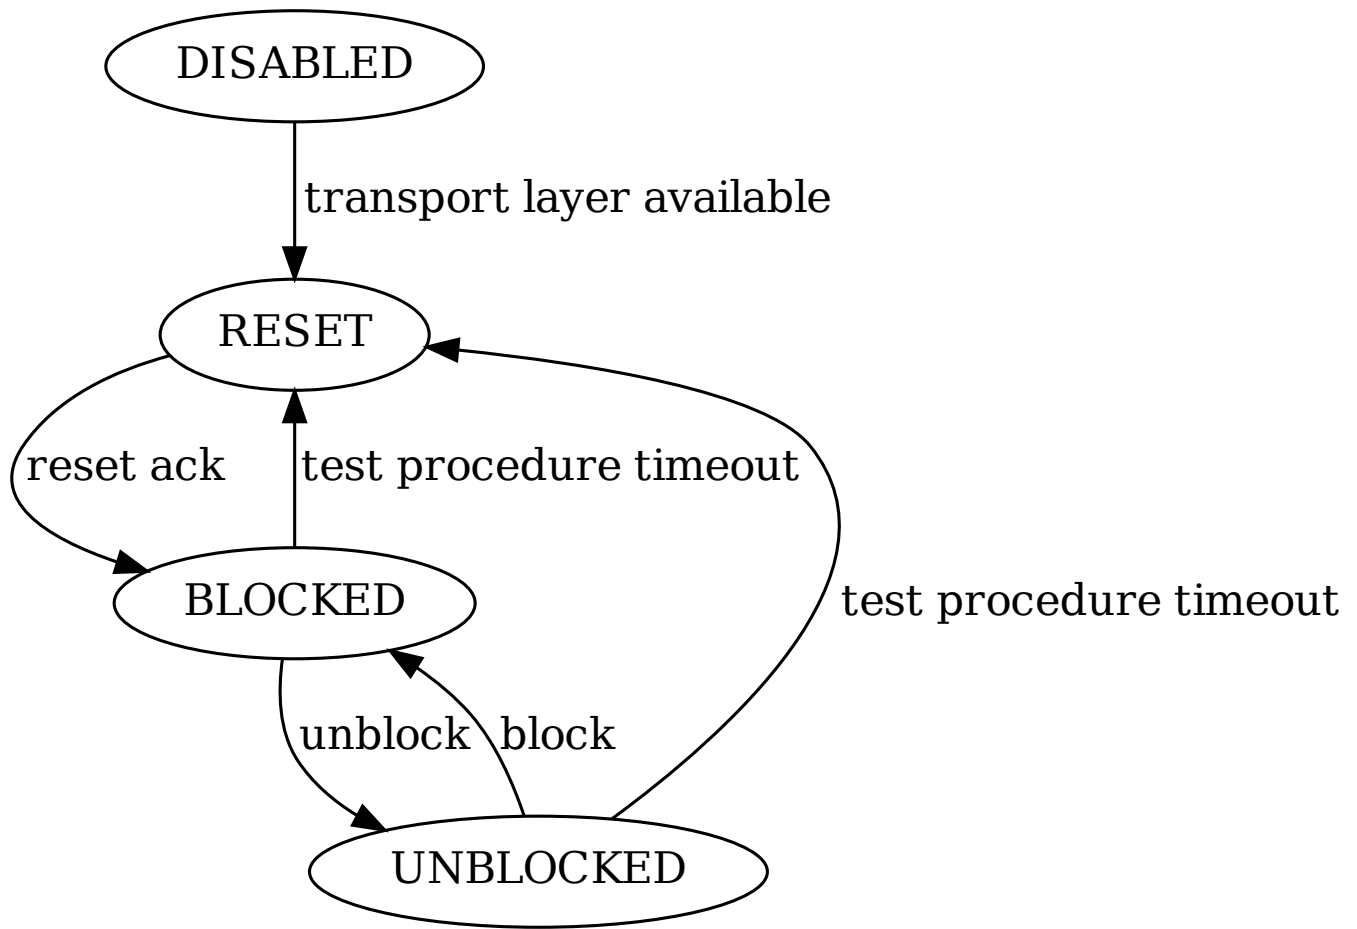 DISABLED
transport layer available
RESET
reset ack
test procedure timeout
BLOCKED
test procedure timeout
unblock
block
UNBLOCKED